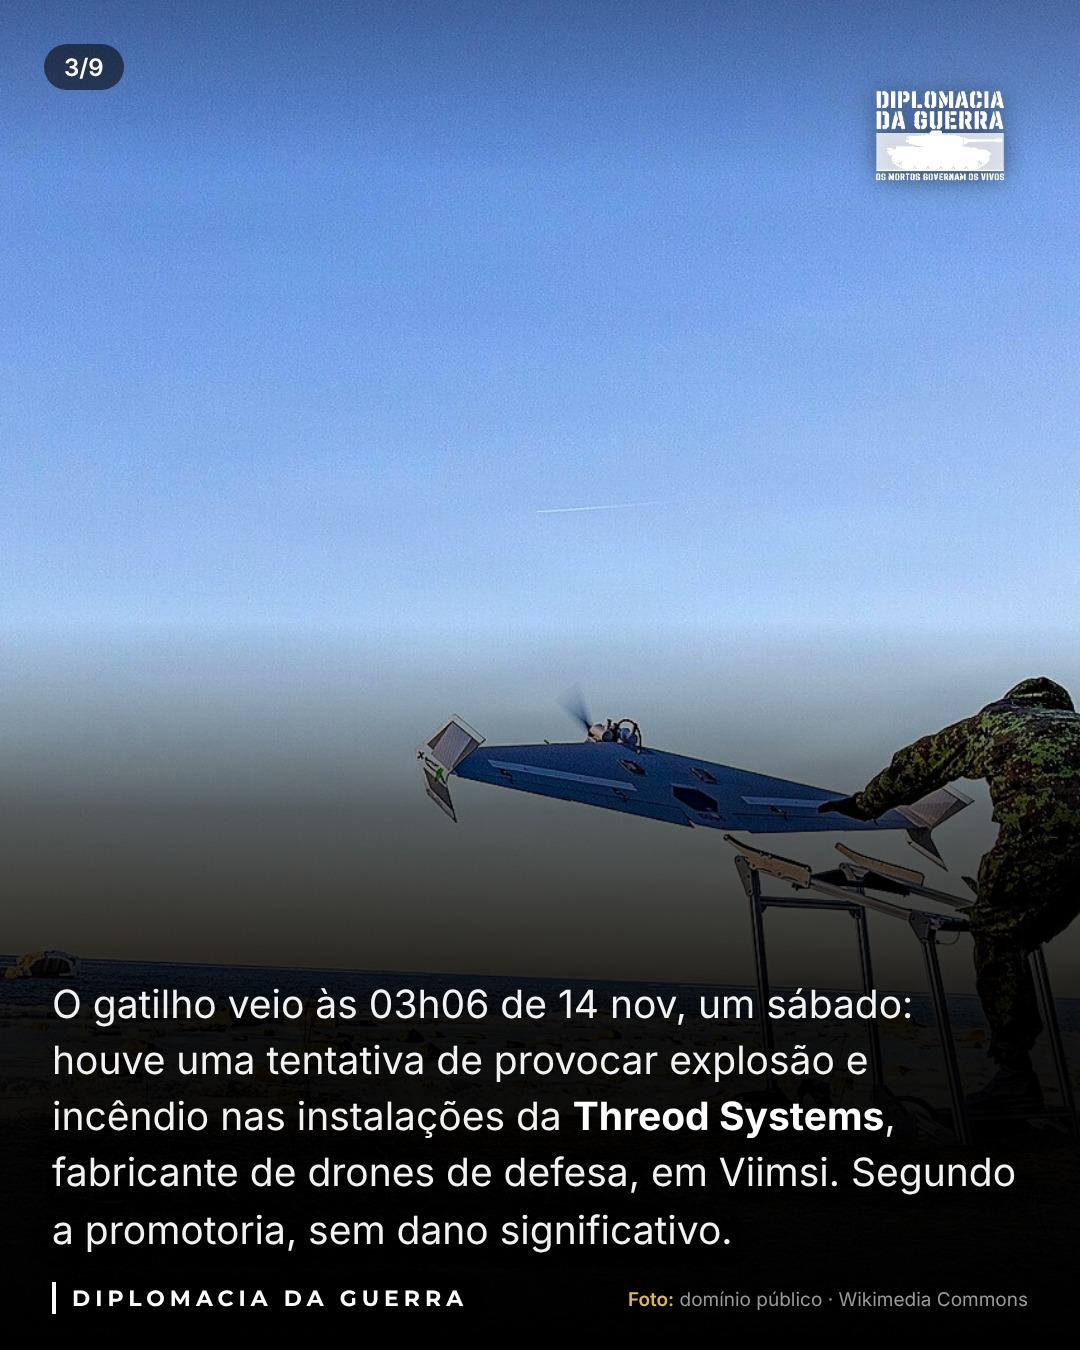 3/9
DIPLOMACIA
DA GUERRA
OS MORTOS GOVERNAM OS VIVOS
O gatilho veio às 03h06 de 14 nov, um sábado:
houve uma tentativa de provocar explosão e
incêndio nas instalações da Threod Systems,
fabricante de drones de defesa, em Viimsi. Segundo
a promotoria, sem dano significativo.
DIPLOMACIA DA GUERRA
Foto: domínio público · Wikimedia Commons